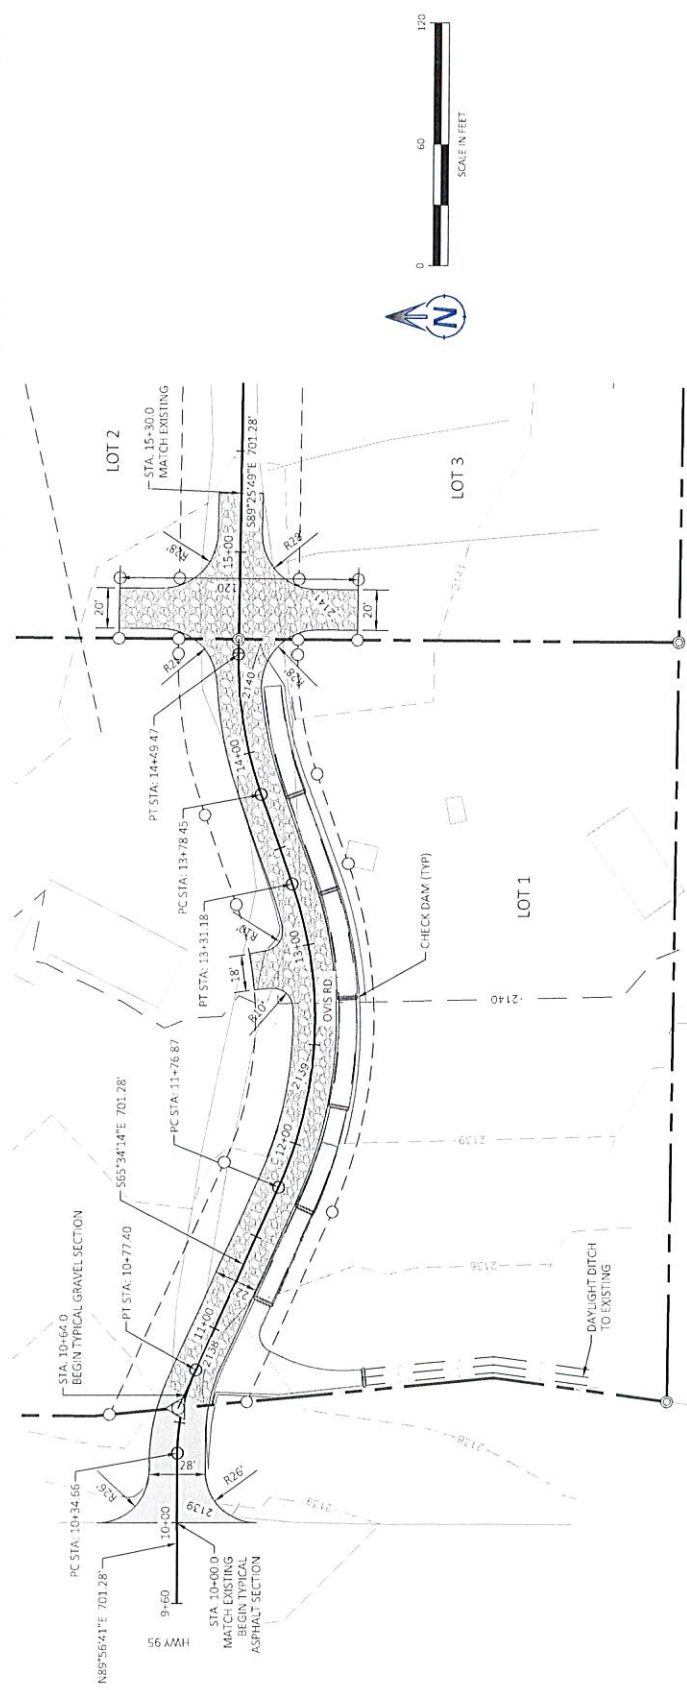 N89°56'41"E 701.28'
PC STA: 10+34.66
STA. 10+64.0
BEGIN TYPICAL GRAVEL SECTION
PT STA: 10+77.40
S65°34'14"E 701.28'
PC STA: 11+76.87
PT STA: 13+31.18
PC STA: 13+78.45
PT STA: 14+49.47
LOT 2
STA. 15+30.0
MATCH EXISTING
HWY 95
9+60
10+00
11+00
12+00
13+00
14+00
15+00
S89°25'49"E 701.28'
STA. 10+00.0
MATCH EXISTING
BEGIN TYPICAL
ASPHALT SECTION
R26'
R26'
28'
22'
2139
2138
2139
2140
2141
OVIS RD.
R10'
18'
R28'
R28'
R28'
20'
20'
120'
2139
2138
2138
2139
2140
2141
DAYLIGHT DITCH
TO EXISTING
CHECK DAM (TYP)
LOT 1
LOT 3
N
0
60
120
SCALE IN FEET